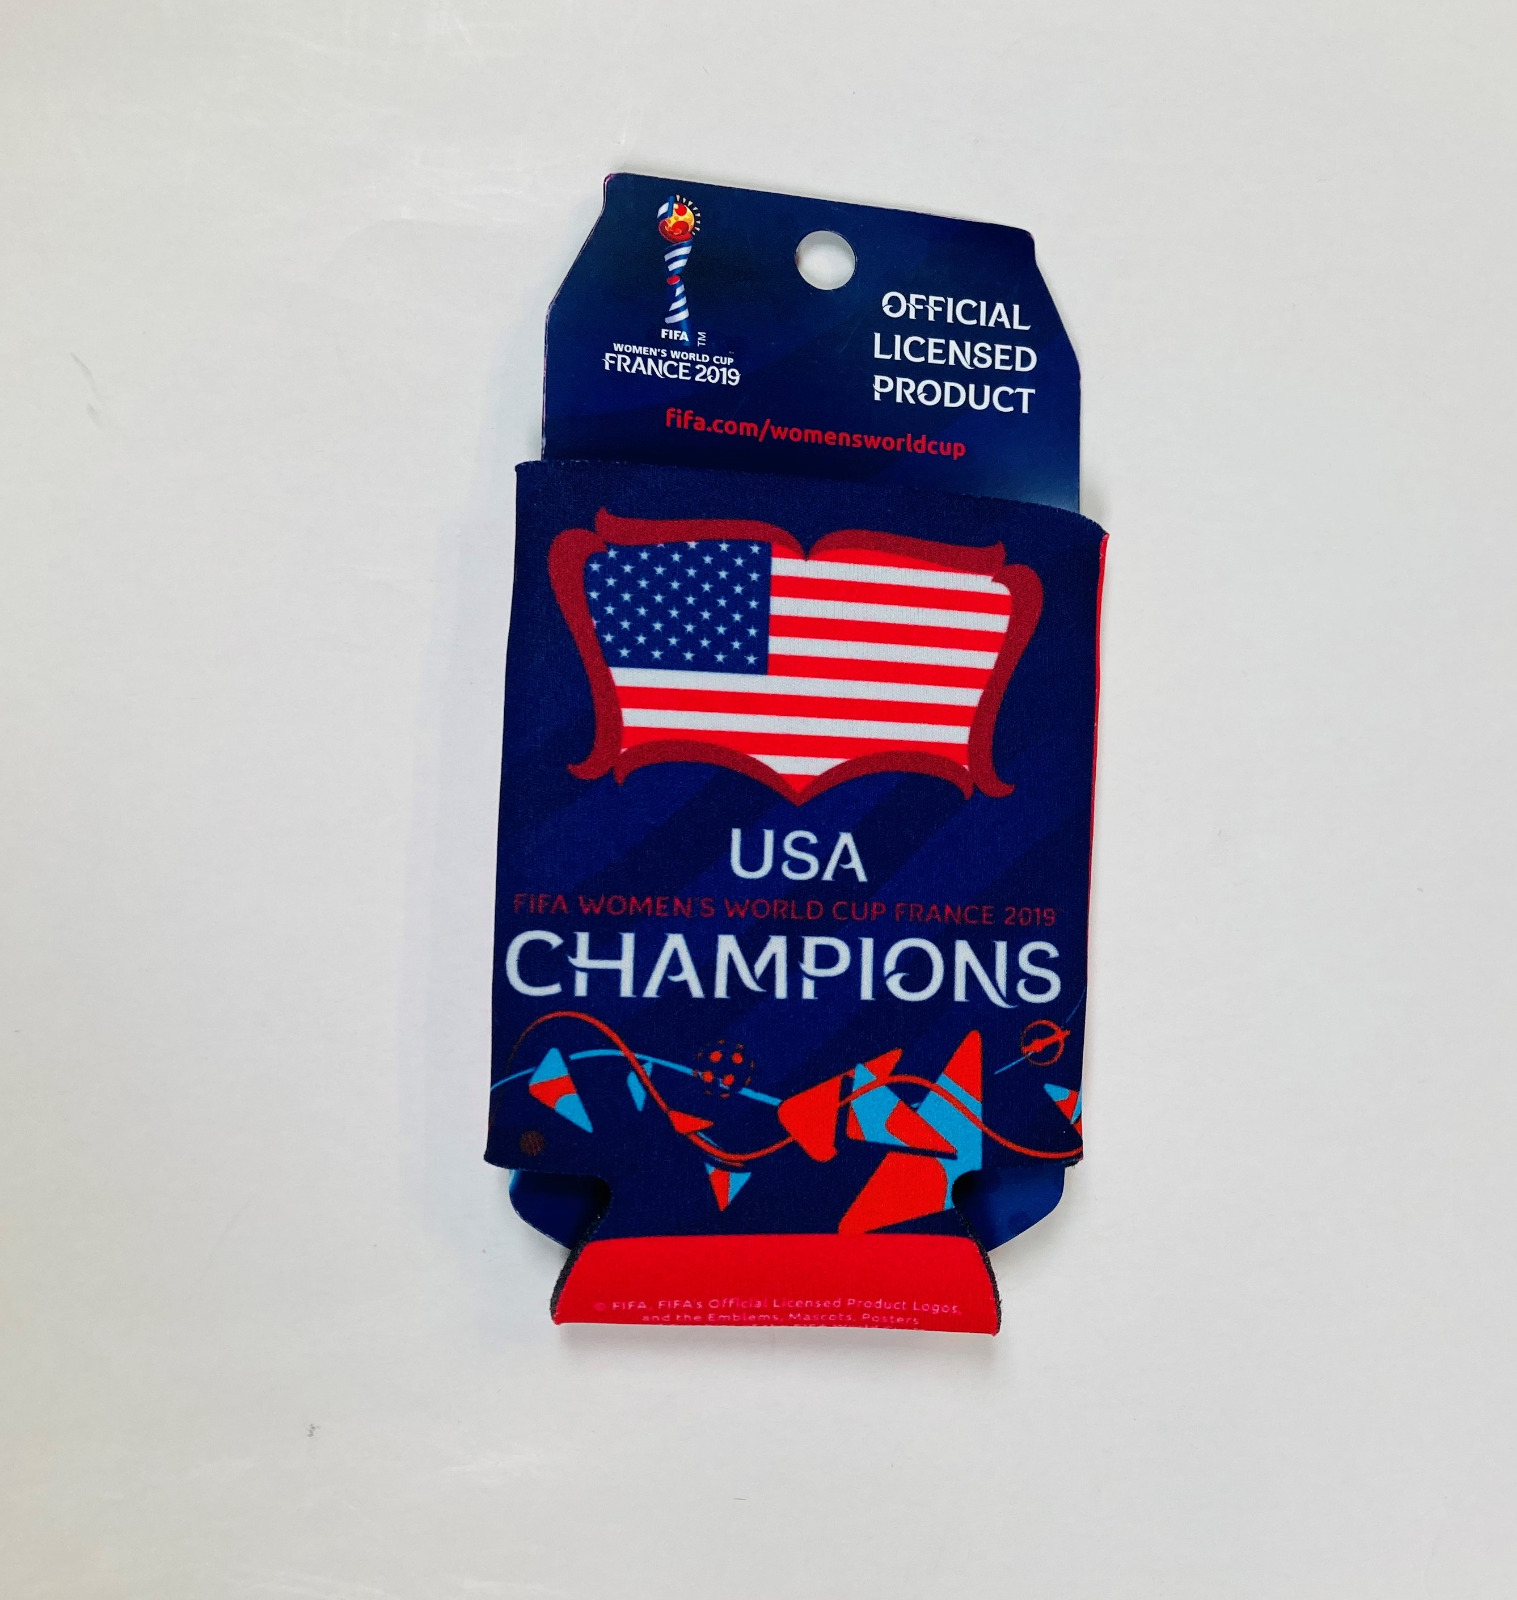 FIFA
TM
WOMEN'S WORLD CUP
FRANCE 2019
OFFICIAL
LICENSED
PRODUCT
fifa.com/womensworldcup
USA
FIFA WOMEN'S WORLD CUP FRANCE 2019
CHAMPIONS
© FIFA, FIFA's Official Licensed Product Logos,
and the Emblems, Mascots, Posters